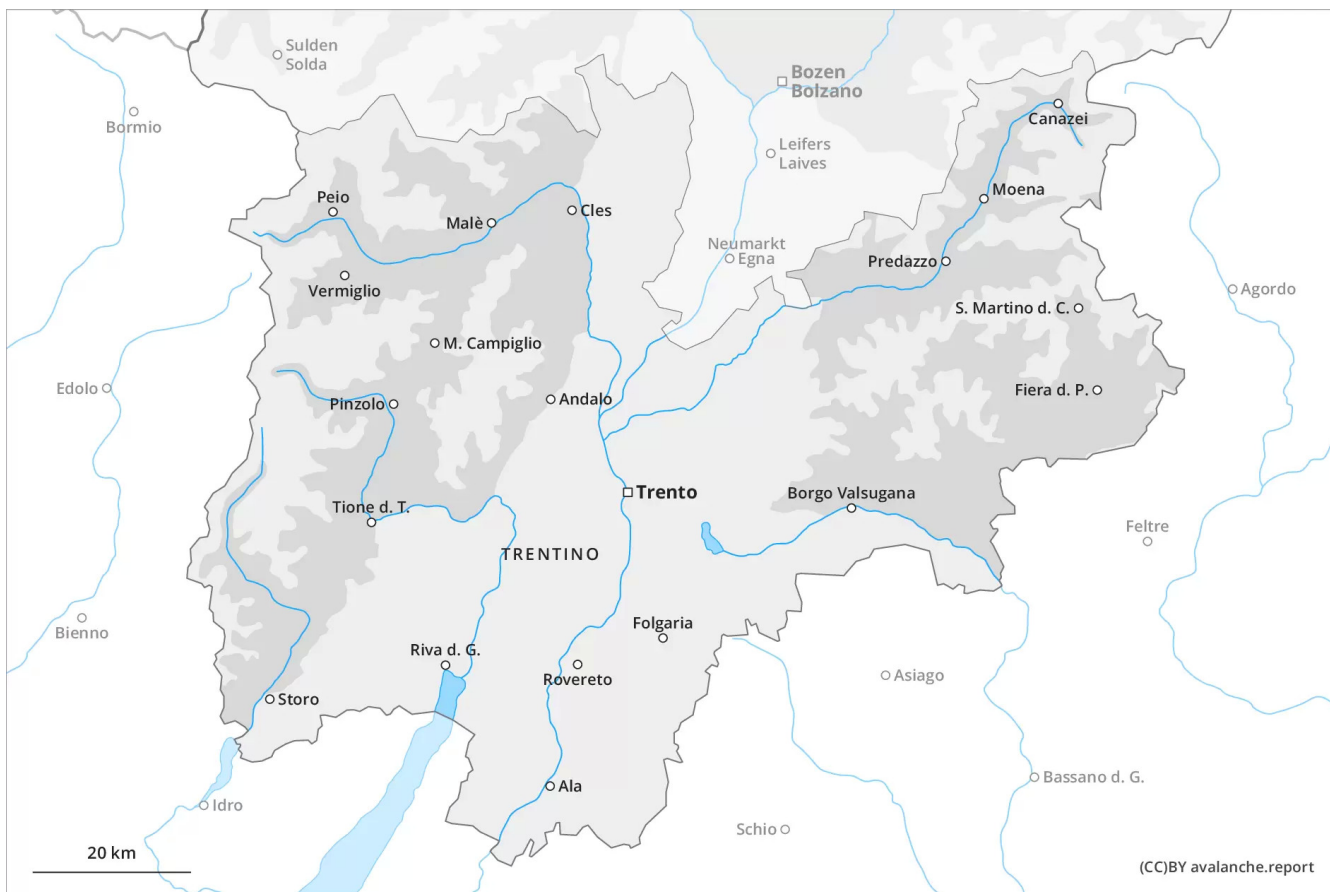 Sulden
Solda
Bozen
Bolzano
Canazei
Bormio
Leifers
Laives
Peio
Moena
Malè
Cles
Neumarkt
Egna
Predazzo
Vermiglio
Agordo
S. Martino d. C.
M. Campiglio
Edolo
Fiera d. P.
Pinzolo
Andalo
Trento
Borgo Valsugana
Tione d. T.
Feltre
TRENTINO
Bienno
Folgaria
Riva d. G.
Rovereto
Asiago
Storo
Bassano d. G.
Ala
Idro
Schio
20 km
(CC)BY avalanche.report